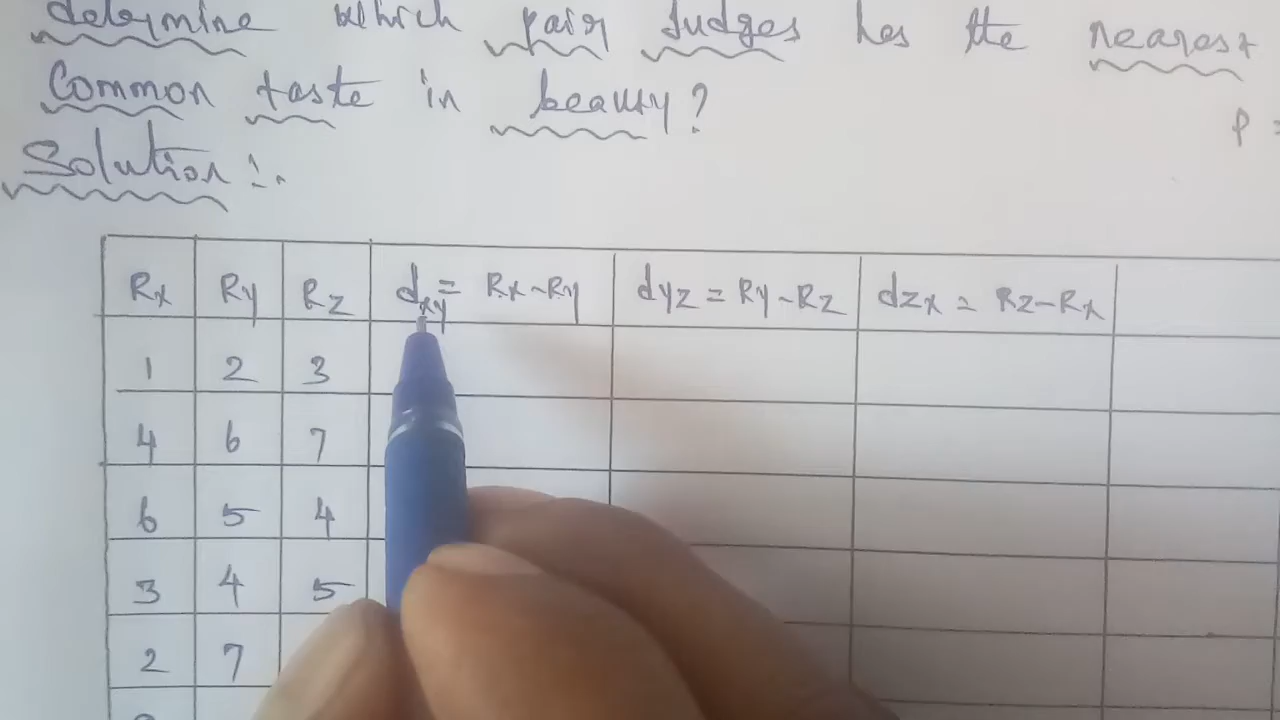 determine which pair Judges has the nearest
Common taste in beauty?
ρ =
Solution :-
Rx Ry Rz dxy = Rx - Ry dyz = Ry - Rz dzx = Rz - Rx
1 2 3
4 6 7
6 5 4
3 4 5
2 7